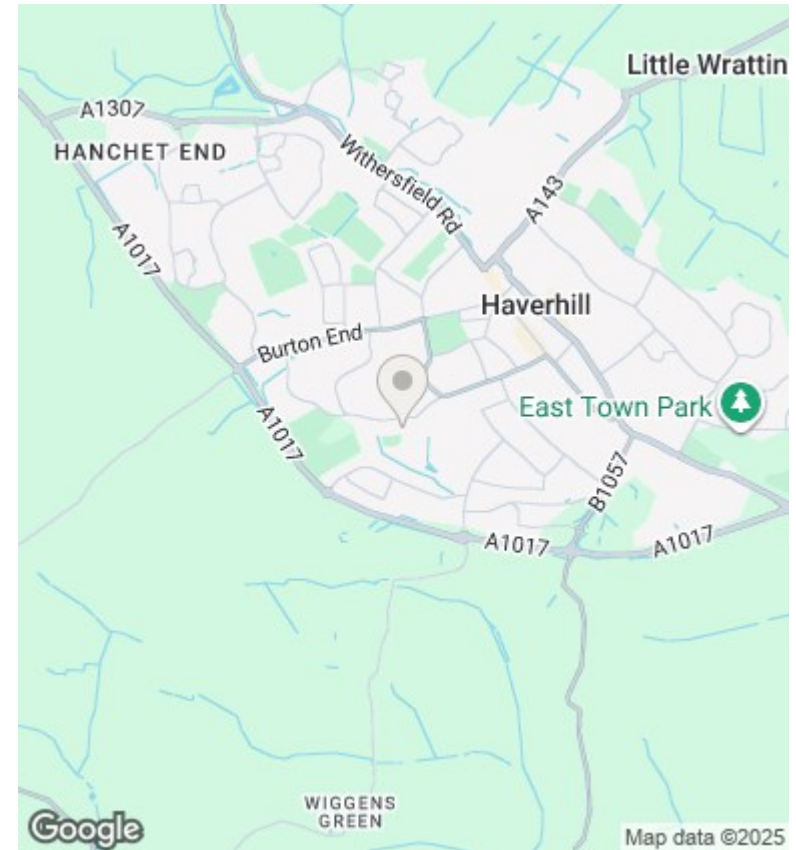 Little Wrattin
A1307
HANCHET END
Withersfield Rd
A143
A1017
Haverhill
Burton End
East Town Park
A1017
B1057
A1017
A1017
WIGGENS
GREEN
Google
Map data ©2025